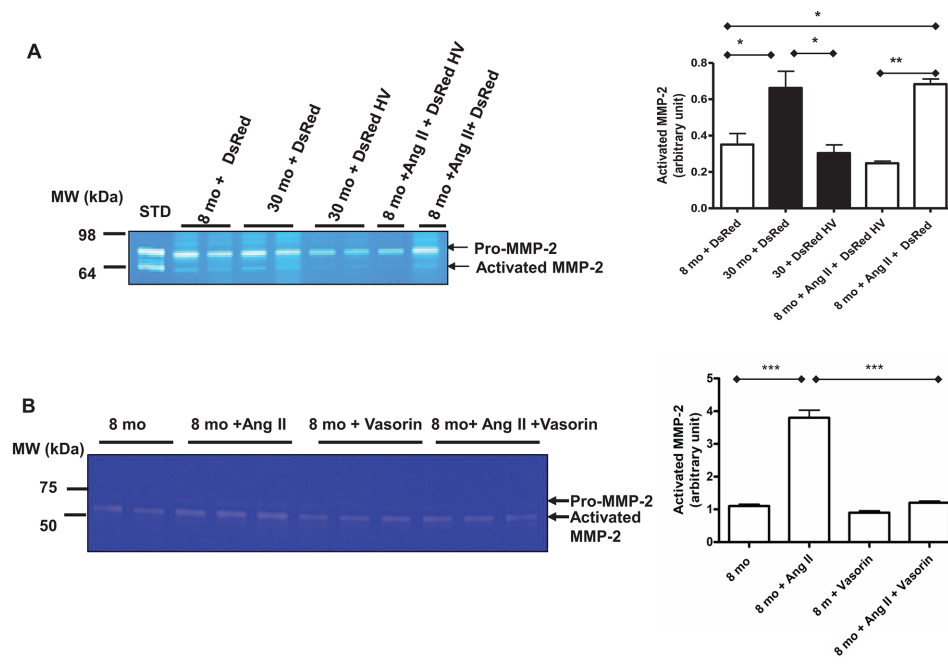 A
MW (kDa)
STD
8 mo + DsRed
30 mo + DsRed
30 mo + DsRed HV
8 mo +Ang II + DsRed HV
8 mo +Ang II+ DsRed
98
64
Pro-MMP-2
Activated MMP-2
*
*
*
**
Activated MMP-2
(arbitrary unit)
0.8
0.6
0.4
0.2
0.0
8 mo + DsRed
30 mo + DsRed
30 + DsRed HV
8 mo + Ang II + DsRed HV
8 mo + Ang II + DsRed
B
MW (kDa)
8 mo
8 mo +Ang II
8 mo + Vasorin
8 mo+ Ang II +Vasorin
75
50
Pro-MMP-2
Activated
MMP-2
***
***
Activated MMP-2
(arbitrary unit)
5
4
3
2
1
0
8 mo
8 mo + Ang II
8 m + Vasorin
8 mo + Ang II + Vasorin